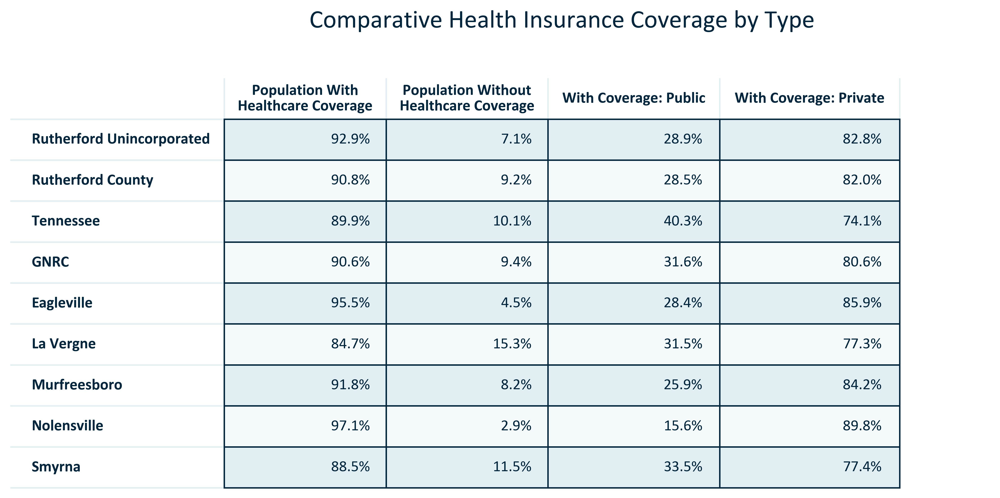 Comparative Health Insurance Coverage by Type
Population With Healthcare Coverage Population Without Healthcare Coverage With Coverage: Public With Coverage: Private
Rutherford Unincorporated 92.9% 7.1% 28.9% 82.8%
Rutherford County 90.8% 9.2% 28.5% 82.0%
Tennessee 89.9% 10.1% 40.3% 74.1%
GNRC 90.6% 9.4% 31.6% 80.6%
Eagleville 95.5% 4.5% 28.4% 85.9%
La Vergne 84.7% 15.3% 31.5% 77.3%
Murfreesboro 91.8% 8.2% 25.9% 84.2%
Nolensville 97.1% 2.9% 15.6% 89.8%
Smyrna 88.5% 11.5% 33.5% 77.4%